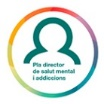 Pla director
de salut mental
i addiccions